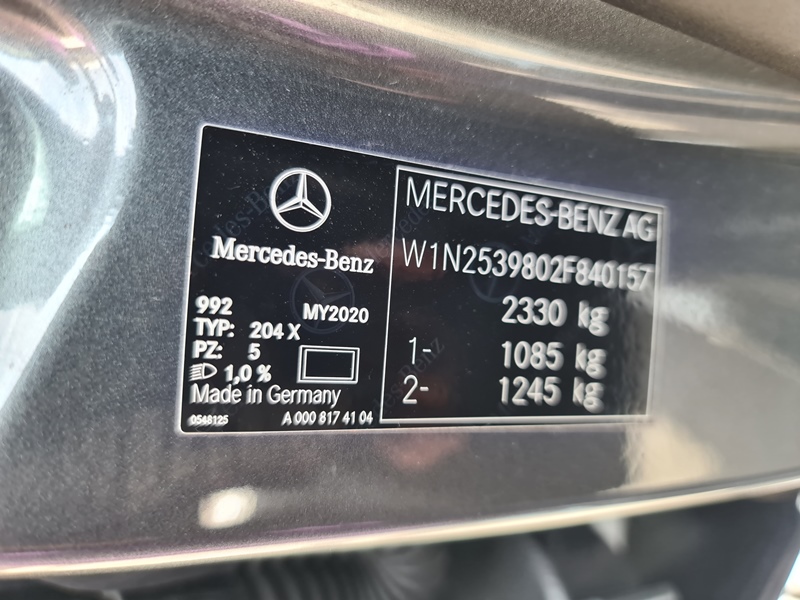 Mercedes-Benz
992 MY2020
TYP: 204 X
PZ: 5
1,0 %
Made in Germany
0548125 A 000 817 41 04
MERCEDES-BENZ AG
W1N2539802F840157
2330 kg
1- 1085 kg
2- 1245 kg